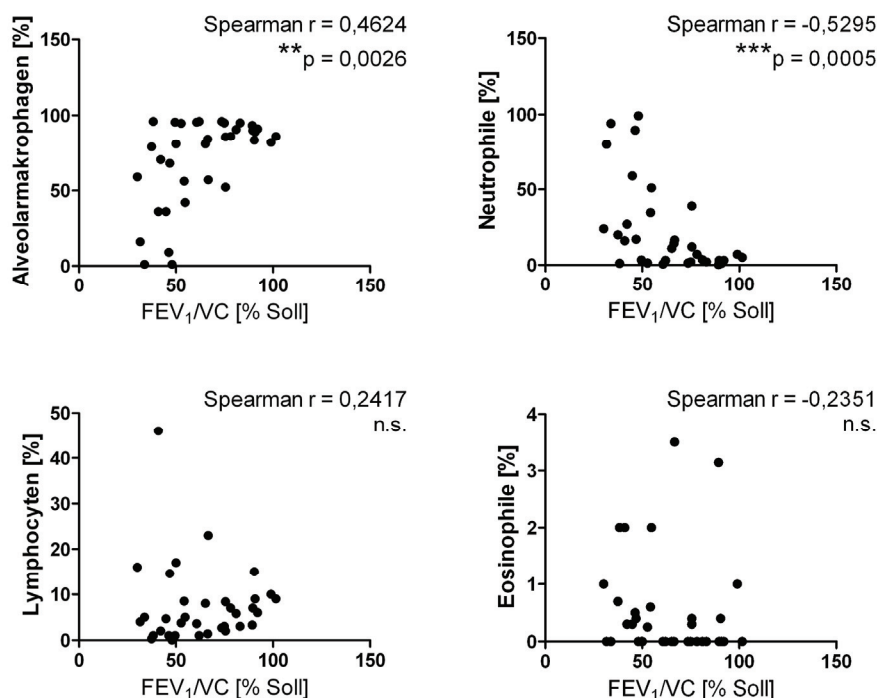 Spearman r = 0,4624
**p = 0,0026
Alveolarmakrophagen [%]
150
100
50
0
0 50 100 150
FEV₁/VC [% Soll]
Spearman r = -0,5295
***p = 0,0005
Neutrophile [%]
150
100
50
0
0 50 100 150
FEV₁/VC [% Soll]
Spearman r = 0,2417
n.s.
Lymphocyten [%]
50
40
30
20
10
0
0 50 100 150
FEV₁/VC [% Soll]
Spearman r = -0,2351
n.s.
Eosinophile [%]
4
3
2
1
0
0 50 100 150
FEV₁/VC [% Soll]